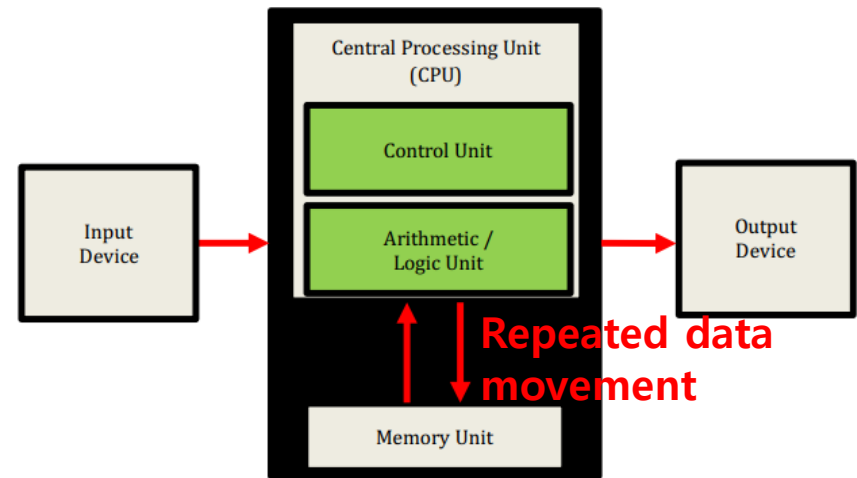 Central Processing Unit
(CPU)
Control Unit
Input
Device
Arithmetic /
Logic Unit
Output
Device
Repeated data
movement
Memory Unit